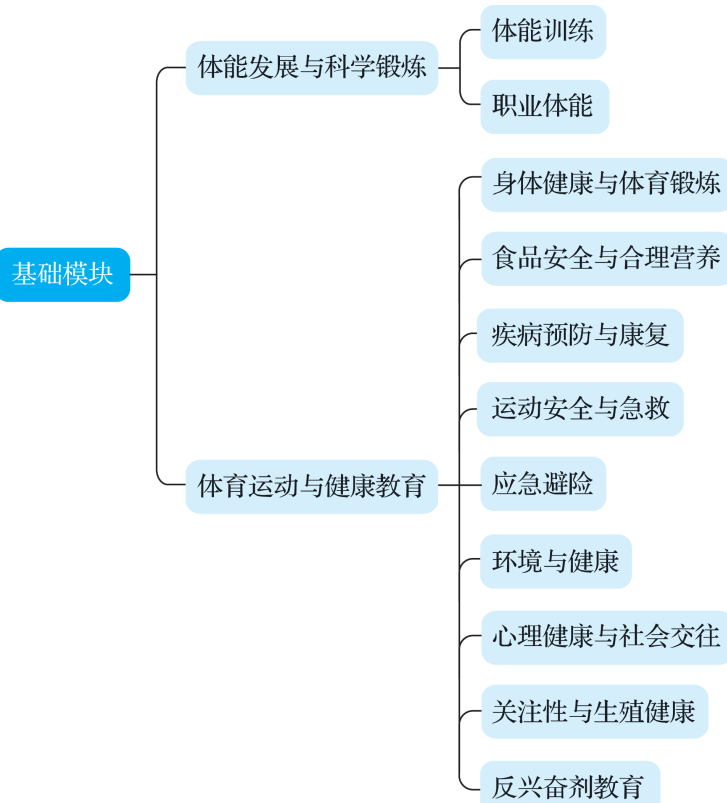 基础模块
体能发展与科学锻炼
体能训练
职业体能
体育运动与健康教育
身体健康与体育锻炼
食品安全与合理营养
疾病预防与康复
运动安全与急救
应急避险
环境与健康
心理健康与社会交往
关注性与生殖健康
反兴奋剂教育